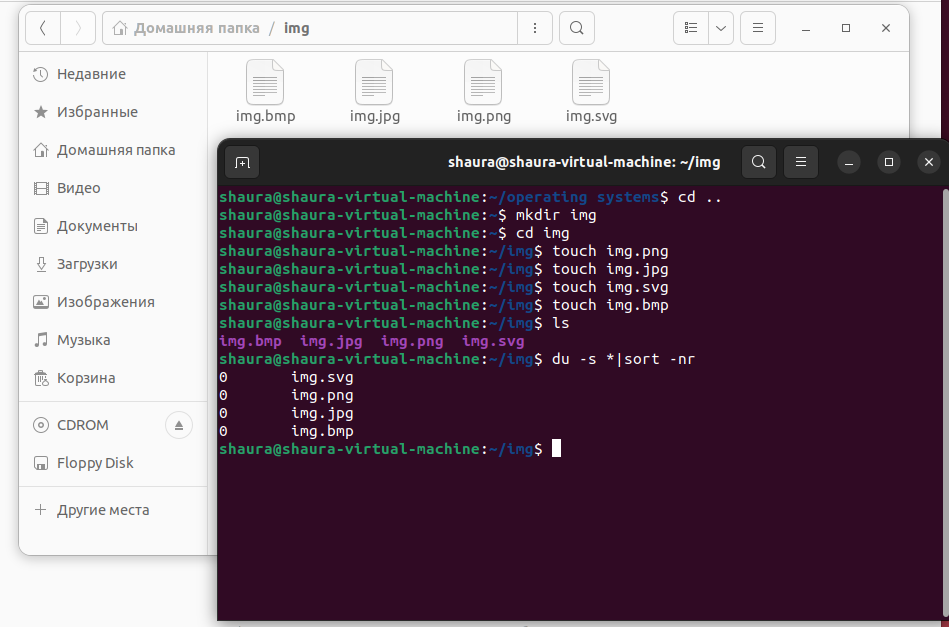 Домашняя папка / img
Недавние
Избранные
Домашняя папка
Видео
Документы
Загрузки
Изображения
Музыка
Корзина
CDROM
Floppy Disk
Другие места
img.bmp img.jpg img.png img.svg
shaura@shaura-virtual-machine: ~/img
shaura@shaura-virtual-machine:~/operating systems$ cd ..
shaura@shaura-virtual-machine:~$ mkdir img
shaura@shaura-virtual-machine:~$ cd img
shaura@shaura-virtual-machine:~/img$ touch img.png
shaura@shaura-virtual-machine:~/img$ touch img.jpg
shaura@shaura-virtual-machine:~/img$ touch img.svg
shaura@shaura-virtual-machine:~/img$ touch img.bmp
shaura@shaura-virtual-machine:~/img$ ls
img.bmp img.jpg img.png img.svg
shaura@shaura-virtual-machine:~/img$ du -s *|sort -nr
0 img.svg
0 img.png
0 img.jpg
0 img.bmp
shaura@shaura-virtual-machine:~/img$